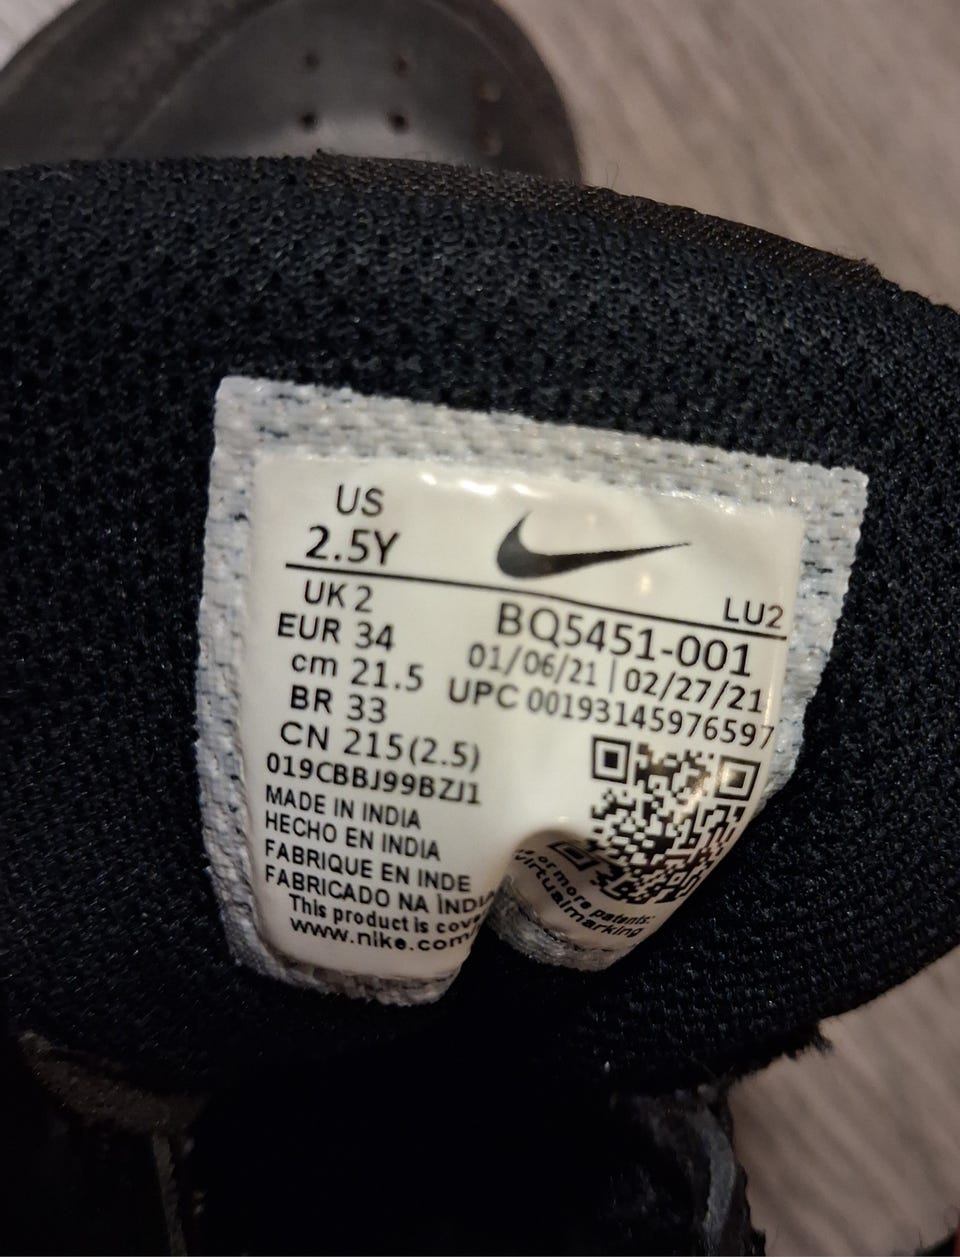 US
2.5Y
UK 2
EUR 34
cm 21.5
BR 33
CN 215(2.5)
019CBBJ99BZJ1
MADE IN INDIA
HECHO EN INDIA
FABRIQUE EN INDE
FABRICADO NA
This product is
www.nike.com
LU2
BQ5451-001
01/06/21 | 02/27/21
UPC 00193145976597
or more patents:
virtualmarking